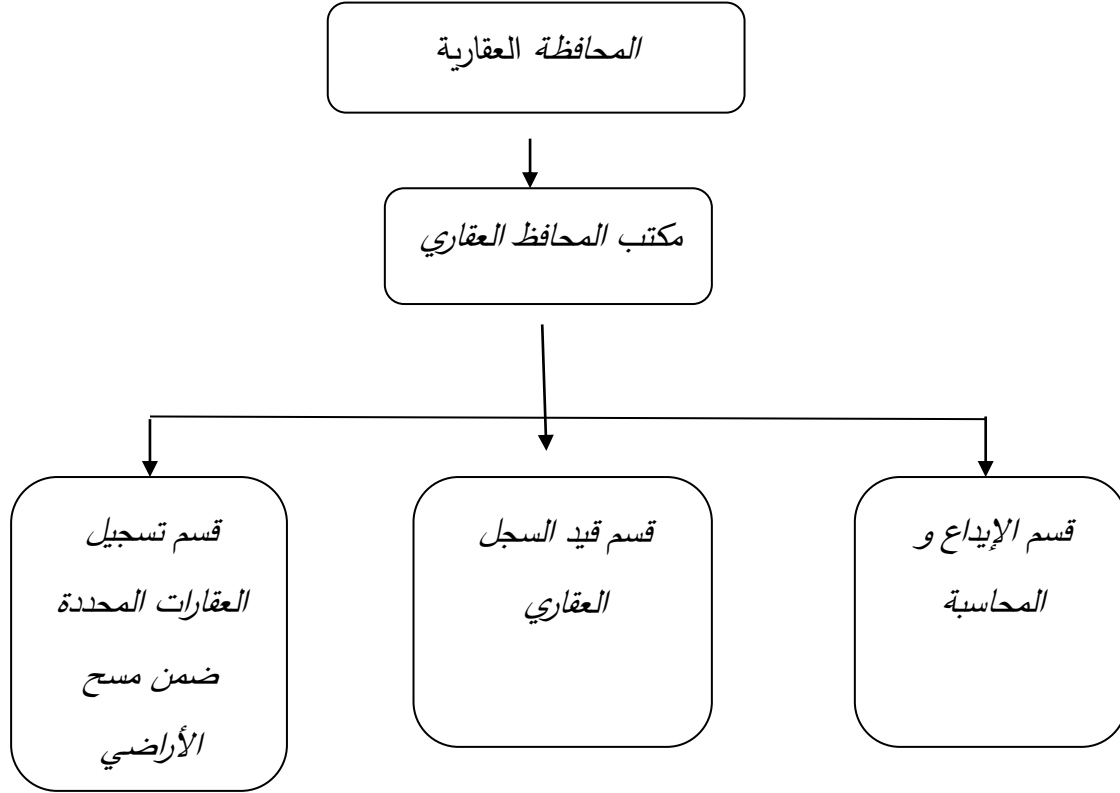 المحافظة العقارية
مكتب المحافظ العقاري
قسم الإيداع و
المحاسبة
قسم قيد السجل
العقاري
قسم تسجيل
العقارات المحددة
ضمن مسح
الأراضي